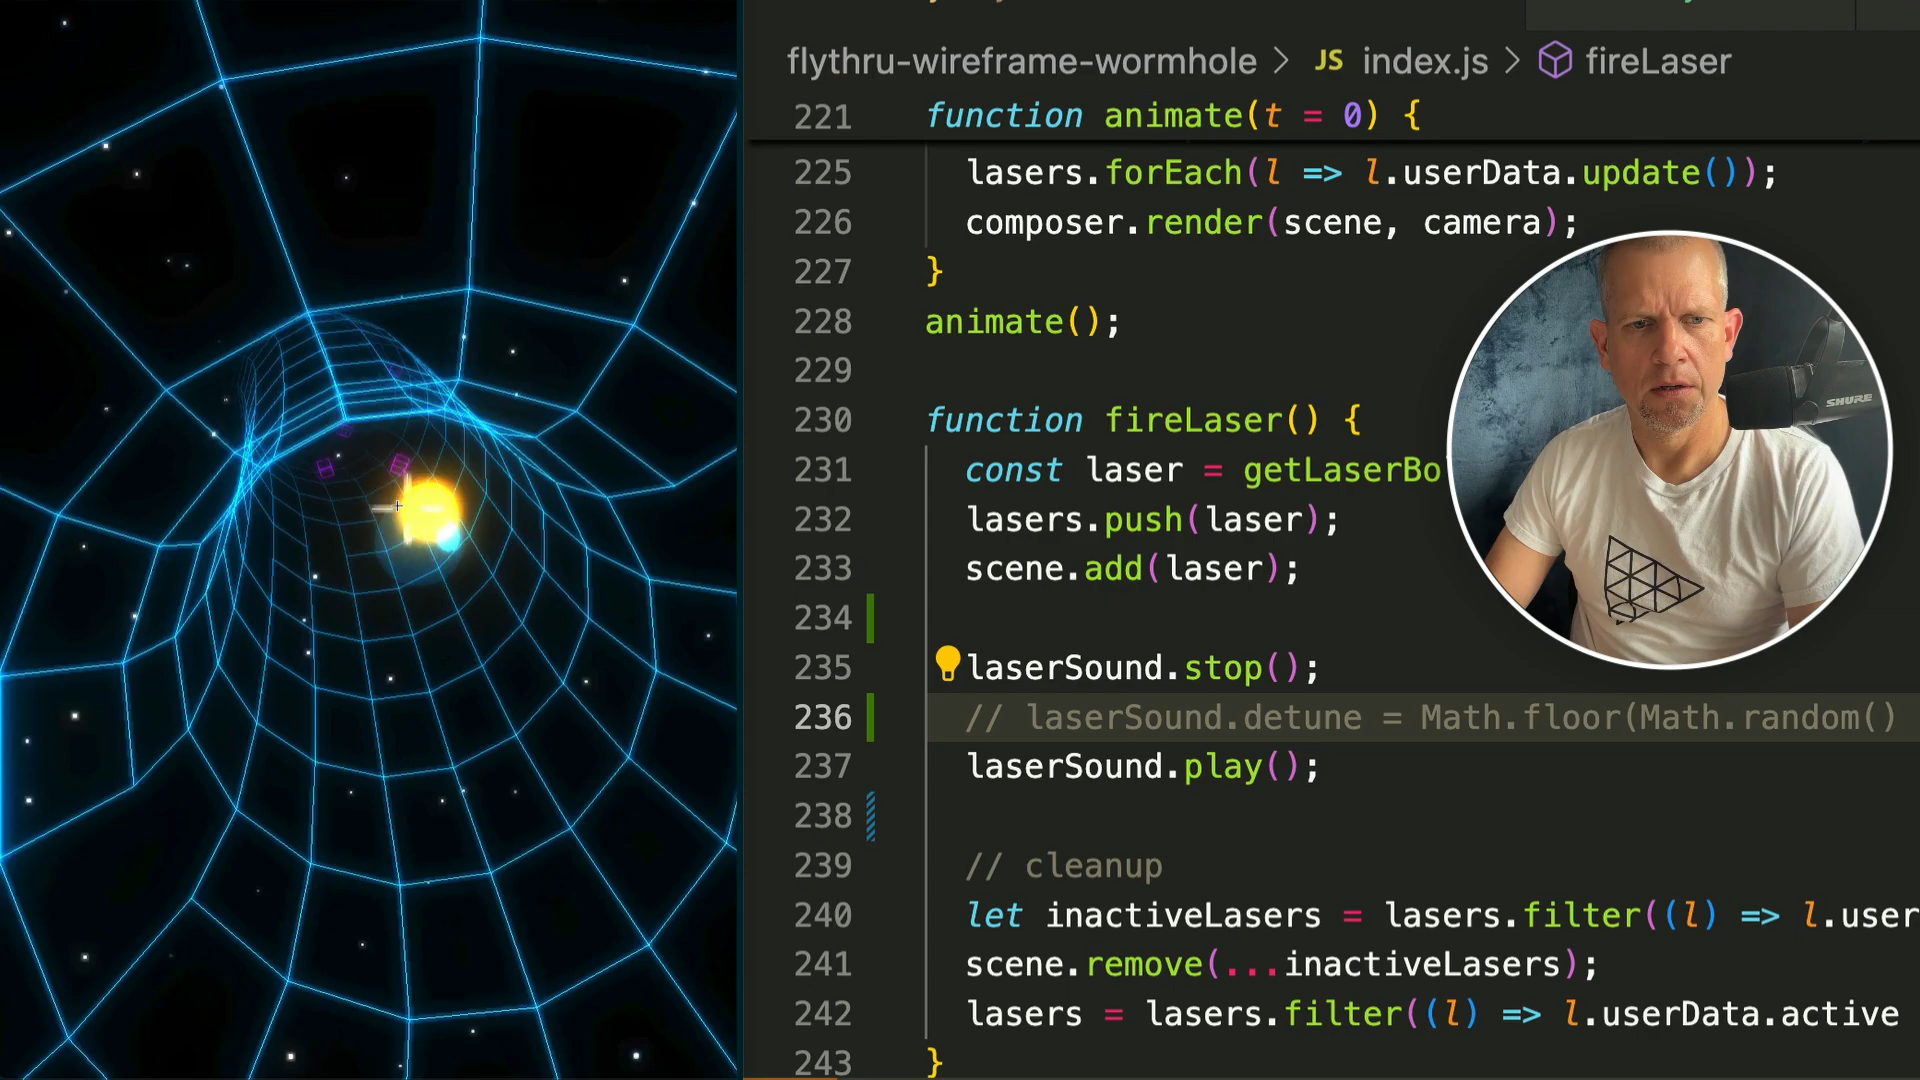 flythru-wireframe-wormhole > JS index.js > fireLaser
221 function animate(t = 0) {
225 lasers.forEach(l => l.userData.update());
226 composer.render(scene, camera);
227 }
228 animate();
229
230 function fireLaser() {
231 const laser = getLaserBo
232 lasers.push(laser);
233 scene.add(laser);
234
235 laserSound.stop();
236 // laserSound.detune = Math.floor(Math.random()
237 laserSound.play();
238
239 // cleanup
240 let inactiveLasers = lasers.filter((l) => l.user
241 scene.remove(...inactiveLasers);
242 lasers = lasers.filter((l) => l.userData.active
243 }
SHURE